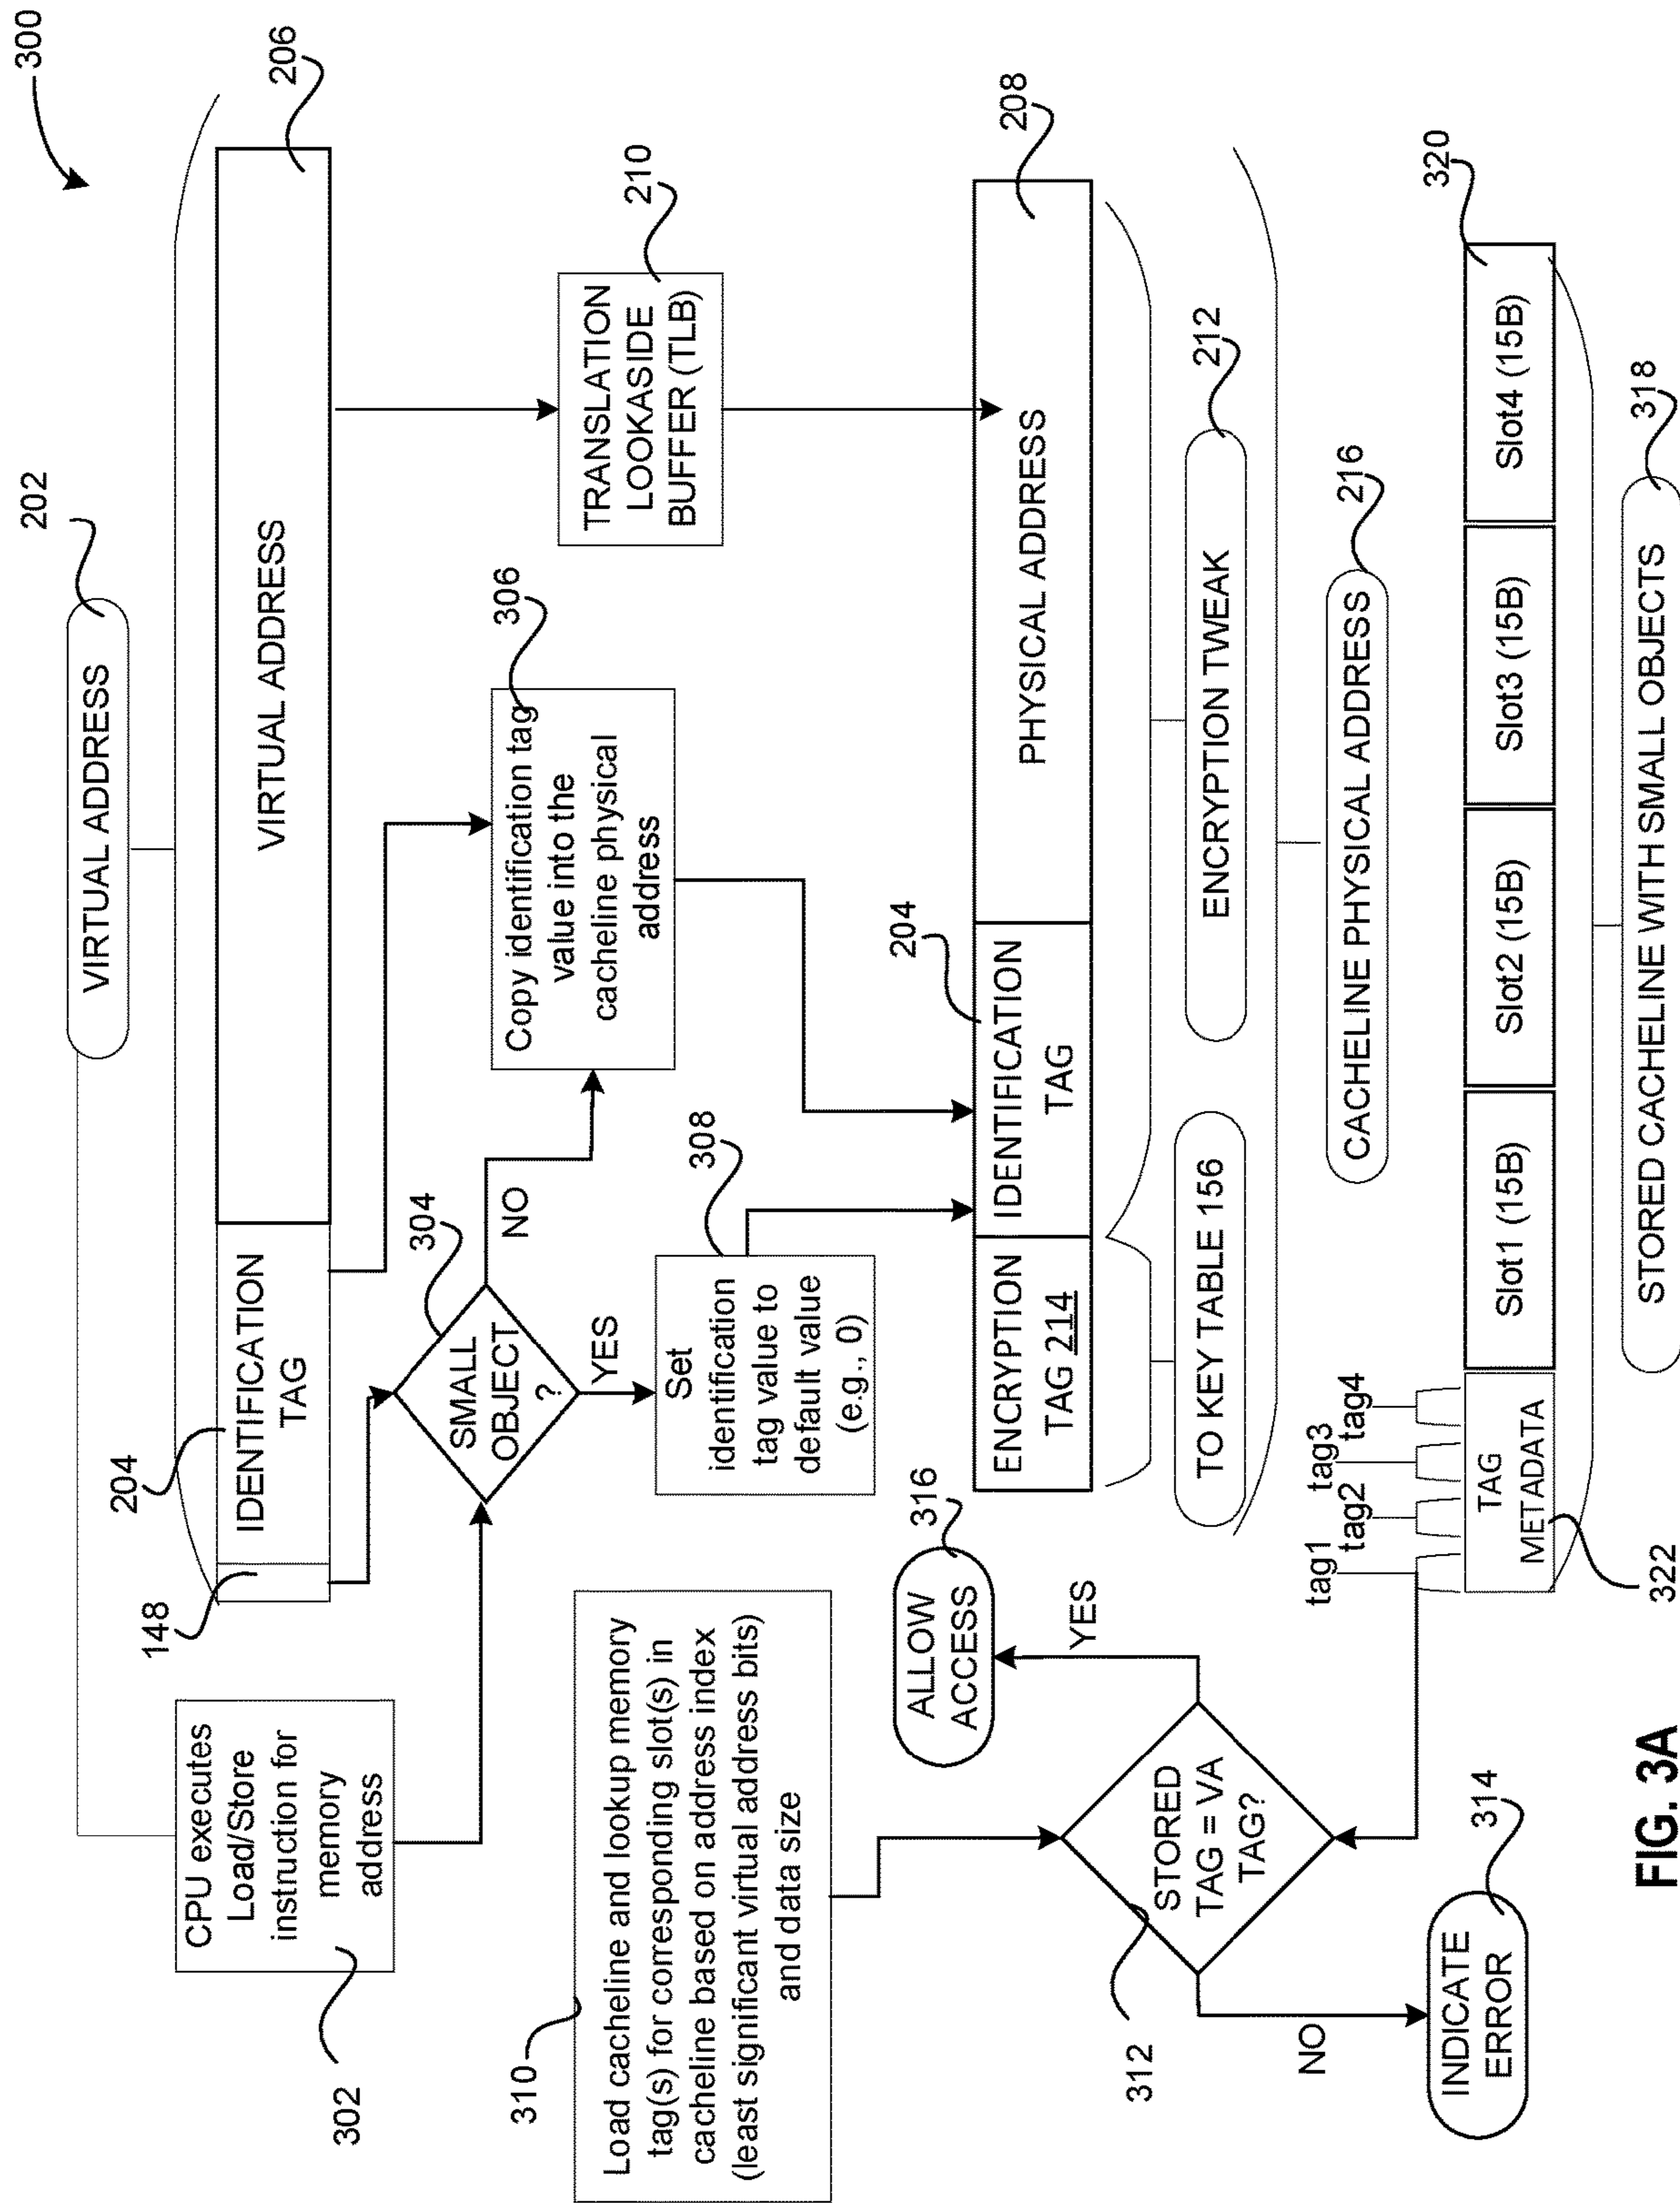 300
202
VIRTUAL ADDRESS
206
VIRTUAL ADDRESS
204
IDENTIFICATION
TAG
148
CPU executes
Load/Store
instruction for
memory
address
302
304
SMALL
OBJECT
?
NO
YES
306
Copy identification tag
value into the
cacheline physical
address
210
TRANSLATION
LOOKASIDE
BUFFER (TLB)
308
Set
identification
tag value to
default value
(e.g., 0)
310
Load cacheline and lookup memory
tag(s) for corresponding slot(s) in
cacheline based on address index
(least significant virtual address bits)
and data size
208
PHYSICAL ADDRESS
204
IDENTIFICATION
TAG
ENCRYPTION
TAG 214
212
ENCRYPTION TWEAK
TO KEY TABLE 156
216
CACHELINE PHYSICAL ADDRESS
316
ALLOW
ACCESS
YES
312
STORED
TAG = VA
TAG?
NO
314
INDICATE
ERROR
tag1
tag2
tag3
tag4
322
TAG
METADATA
Slot1 (15B)
Slot2 (15B)
Slot3 (15B)
Slot4 (15B)
320
318
STORED CACHELINE WITH SMALL OBJECTS
FIG. 3A